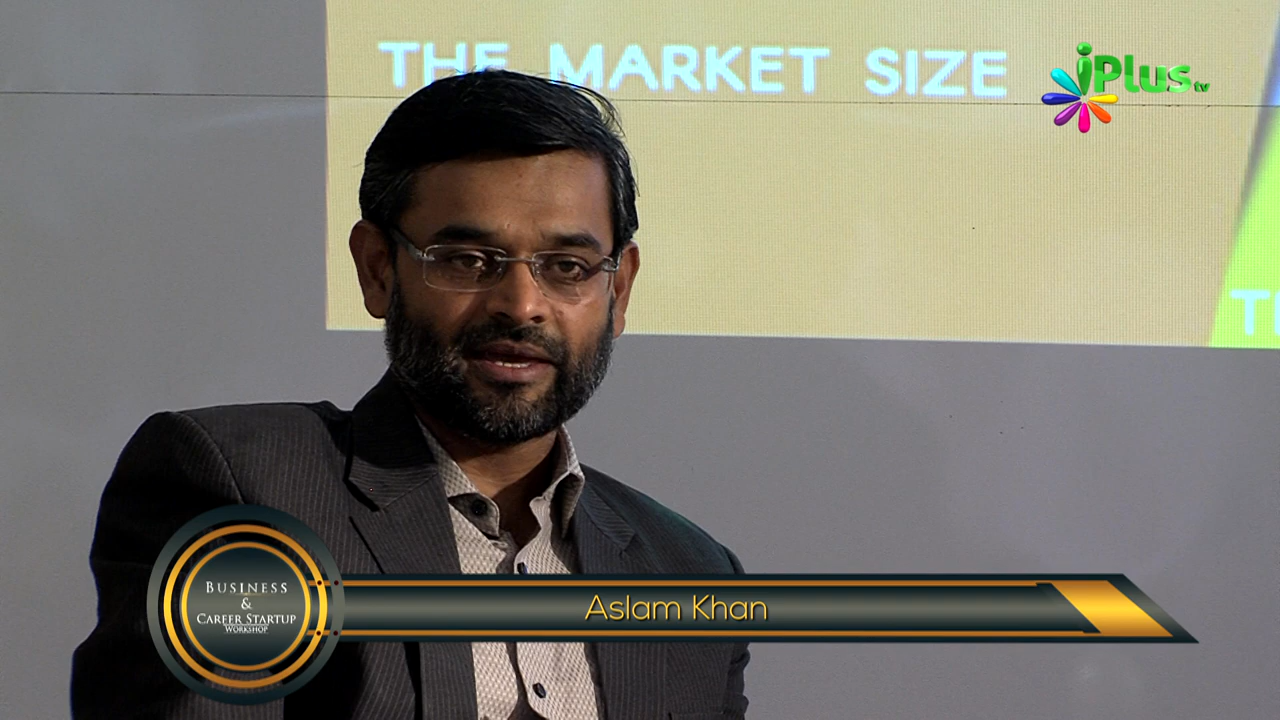 THE MARKET SIZE
iPlus tv
T
BUSINESS
&
CAREER STARTUP
WORKSHOP
Aslam Khan